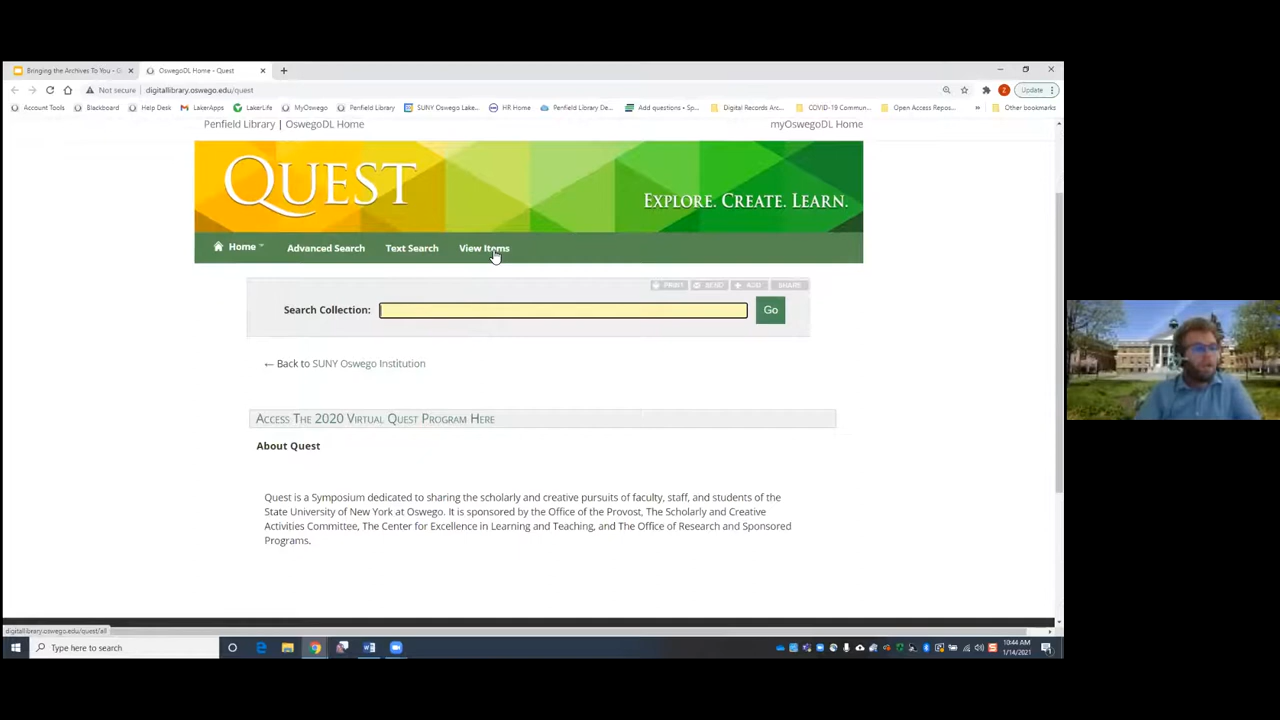 Bringing the Archives To You - G
OswegoDL Home - Quest
Not secure
digitallibrary.oswego.edu/quest
Update
Account Tools
Blackboard
Help Desk
LakerApps
LakerLife
MyOswego
Penfield Library
SUNY Oswego Lake...
HR Home
Penfield Library De...
Add questions • Sp...
Digital Records Arc...
COVID-19 Commun...
Open Access Repos...
»
Other bookmarks
Penfield Library | OswegoDL Home
myOswegoDL Home
QUEST
EXPLORE. CREATE. LEARN.
Home
Advanced Search
Text Search
View Items
PRINT
SEND
ADD
SHARE
Search Collection:
Go
← Back to SUNY Oswego Institution
ACCESS THE 2020 VIRTUAL QUEST PROGRAM HERE
About Quest
Quest is a Symposium dedicated to sharing the scholarly and creative pursuits of faculty, staff, and students of the
State University of New York at Oswego. It is sponsored by the Office of the Provost, The Scholarly and Creative
Activities Committee, The Center for Excellence in Learning and Teaching, and The Office of Research and Sponsored
Programs.
digitallibrary.oswego.edu/quest/all
Type here to search
10:44 AM
1/14/2021